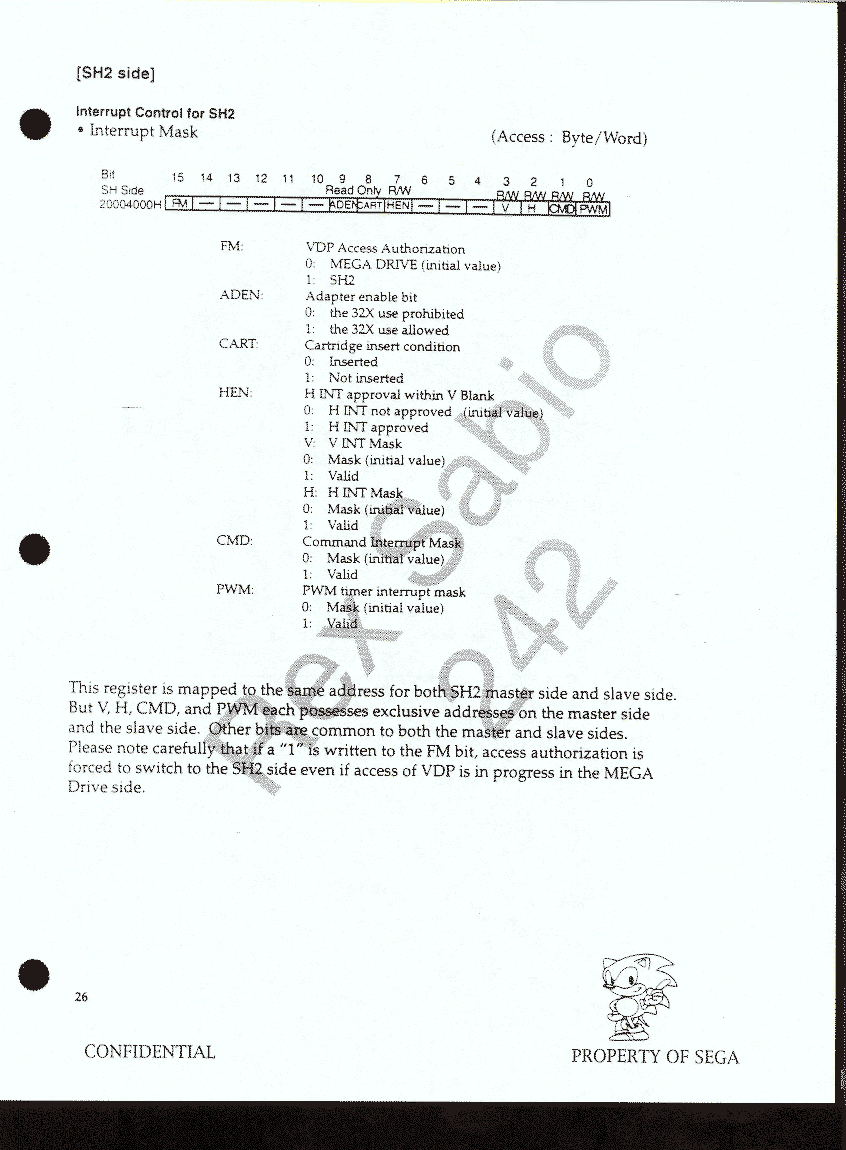 [SH2 side]
Interrupt Control for SH2
• Interrupt Mask (Access : Byte/Word)
Bit 15 14 13 12 11 10 9 8 7 6 5 4 3 2 1 0
SH Side Read Only R/W R/W R/W R/W R/W
20004000H FM — — — — — ADEN CART HEN — — — V H CMD PWM
FM: VDP Access Authorization
0: MEGA DRIVE (initial value)
1: SH2
ADEN: Adapter enable bit
0: the 32X use prohibited
1: the 32X use allowed
CART: Cartridge insert condition
0: Inserted
1: Not inserted
HEN: H INT approval within V Blank
0: H INT not approved (initial value)
1: H INT approved
V: V INT Mask
0: Mask (initial value)
1: Valid
H: H INT Mask
0: Mask (initial value)
1: Valid
CMD: Command Interrupt Mask
0: Mask (initial value)
1: Valid
PWM: PWM timer interrupt mask
0: Mask (initial value)
1: Valid
Rex Sabio
242
This register is mapped to the same address for both SH2 master side and slave side.
But V, H, CMD, and PWM each possesses exclusive addresses on the master side
and the slave side. Other bits are common to both the master and slave sides.
Please note carefully that if a "1" is written to the FM bit, access authorization is
forced to switch to the SH2 side even if access of VDP is in progress in the MEGA
Drive side.
26
CONFIDENTIAL PROPERTY OF SEGA